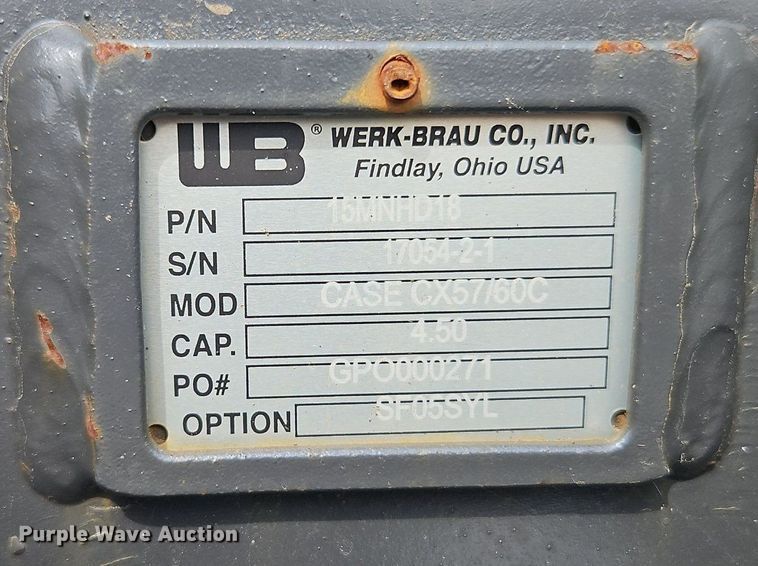 WB® WERK-BRAU CO., INC.
Findlay, Ohio USA
P/N 15MNHD18
S/N 17054-2-1
MOD CASE CX57/60C
CAP. 4.50
PO# GPO000271
OPTION SF05SYL
Purple Wave Auction